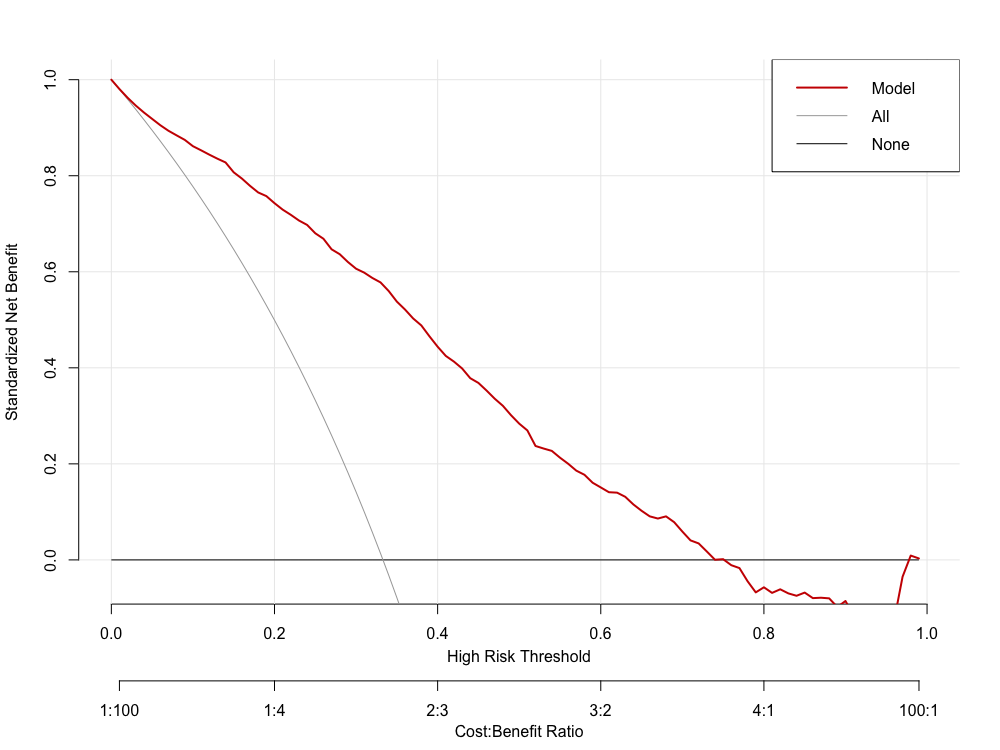 Model
All
None
Standardized Net Benefit
1.0
0.8
0.6
0.4
0.2
0.0
0.0 0.2 0.4 0.6 0.8 1.0
High Risk Threshold
1:100 1:4 2:3 3:2 4:1 100:1
Cost:Benefit Ratio